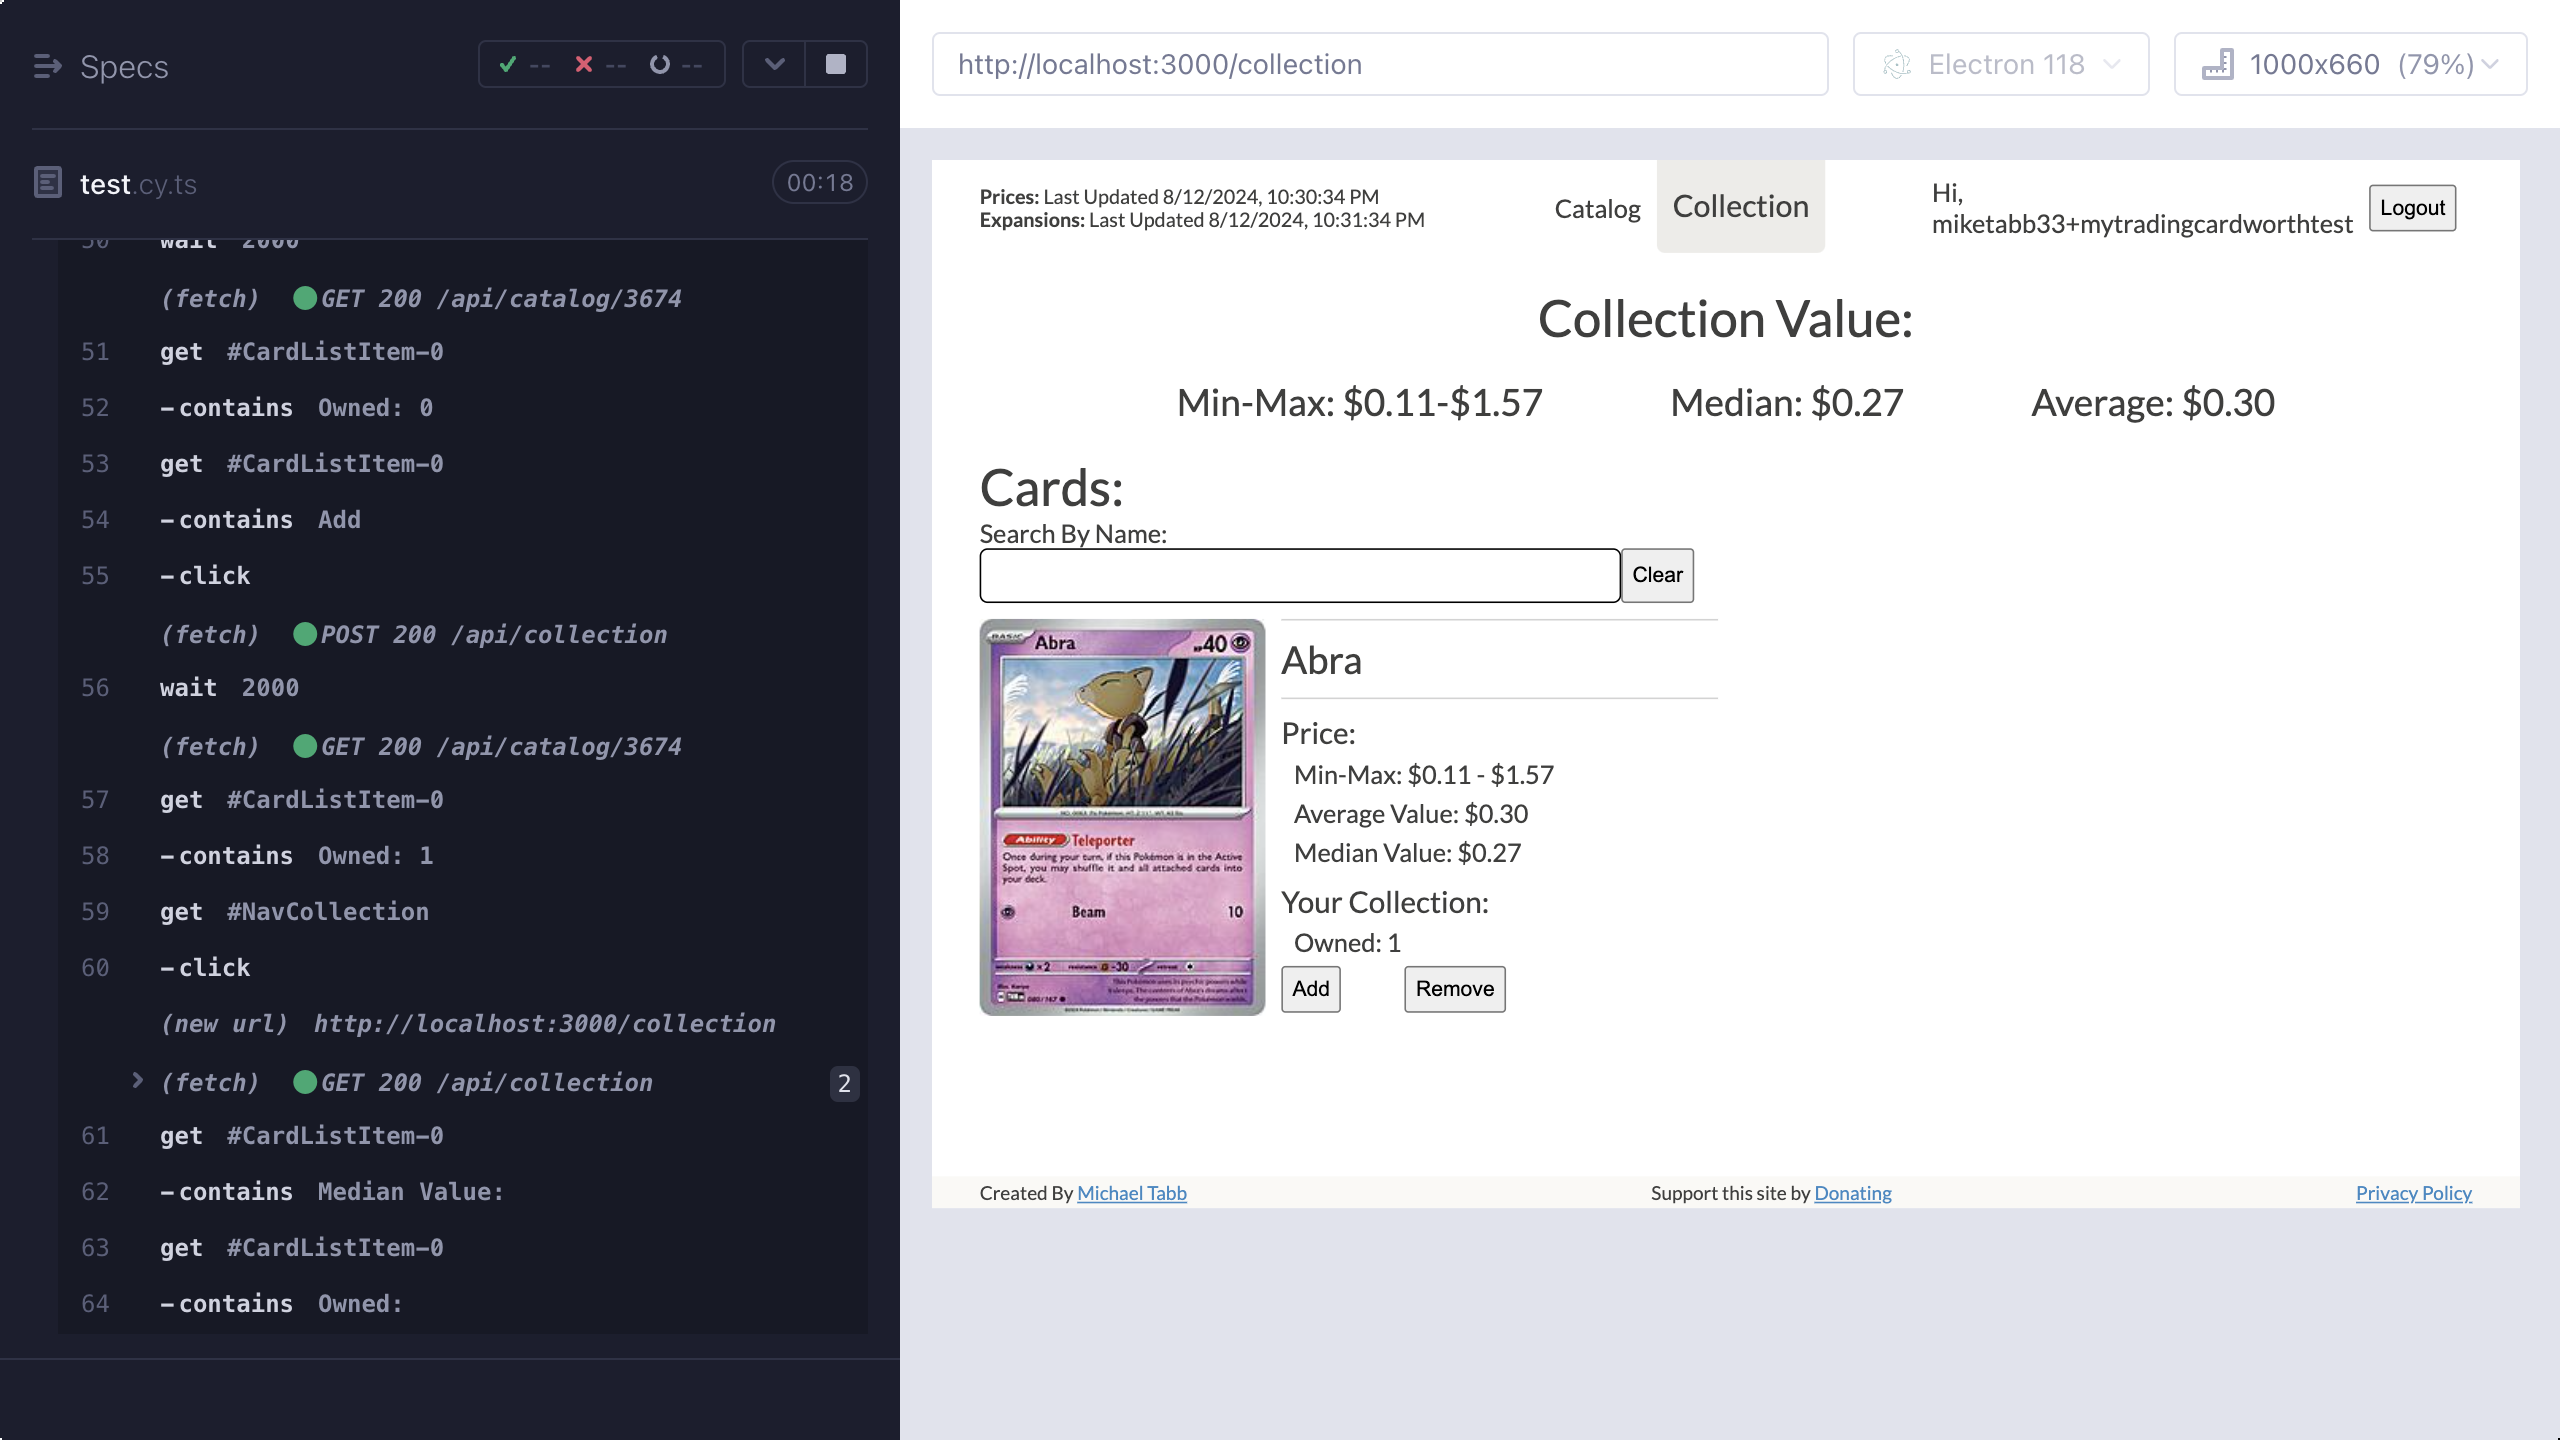 Specs
-- -- --
test.cy.ts
00:18
50 wait 2000
(fetch) GET 200 /api/catalog/3674
51 get #CardListItem-0
52 -contains Owned: 0
53 get #CardListItem-0
54 -contains Add
55 -click
(fetch) POST 200 /api/collection
56 wait 2000
(fetch) GET 200 /api/catalog/3674
57 get #CardListItem-0
58 -contains Owned: 1
59 get #NavCollection
60 -click
(new url) http://localhost:3000/collection
(fetch) GET 200 /api/collection 2
61 get #CardListItem-0
62 -contains Median Value:
63 get #CardListItem-0
64 -contains Owned:
http://localhost:3000/collection
Electron 118
1000x660 (79%)
Prices: Last Updated 8/12/2024, 10:30:34 PM
Expansions: Last Updated 8/12/2024, 10:31:34 PM
Catalog
Collection
Hi,
miketabb33+mytradingcardworthtest
Logout
Collection Value:
Min-Max: $0.11-$1.57
Median: $0.27
Average: $0.30
Cards:
Search By Name:
Clear
BASIC Abra 40
Ability Teleporter
Once during your turn, if this Pokémon is in the Active
Spot, you may shuffle it and all attached cards into
your deck.
Beam 10
x2 -30
080/167
Abra
Price:
Min-Max: $0.11 - $1.57
Average Value: $0.30
Median Value: $0.27
Your Collection:
Owned: 1
Add
Remove
Created By Michael Tabb
Support this site by Donating
Privacy Policy